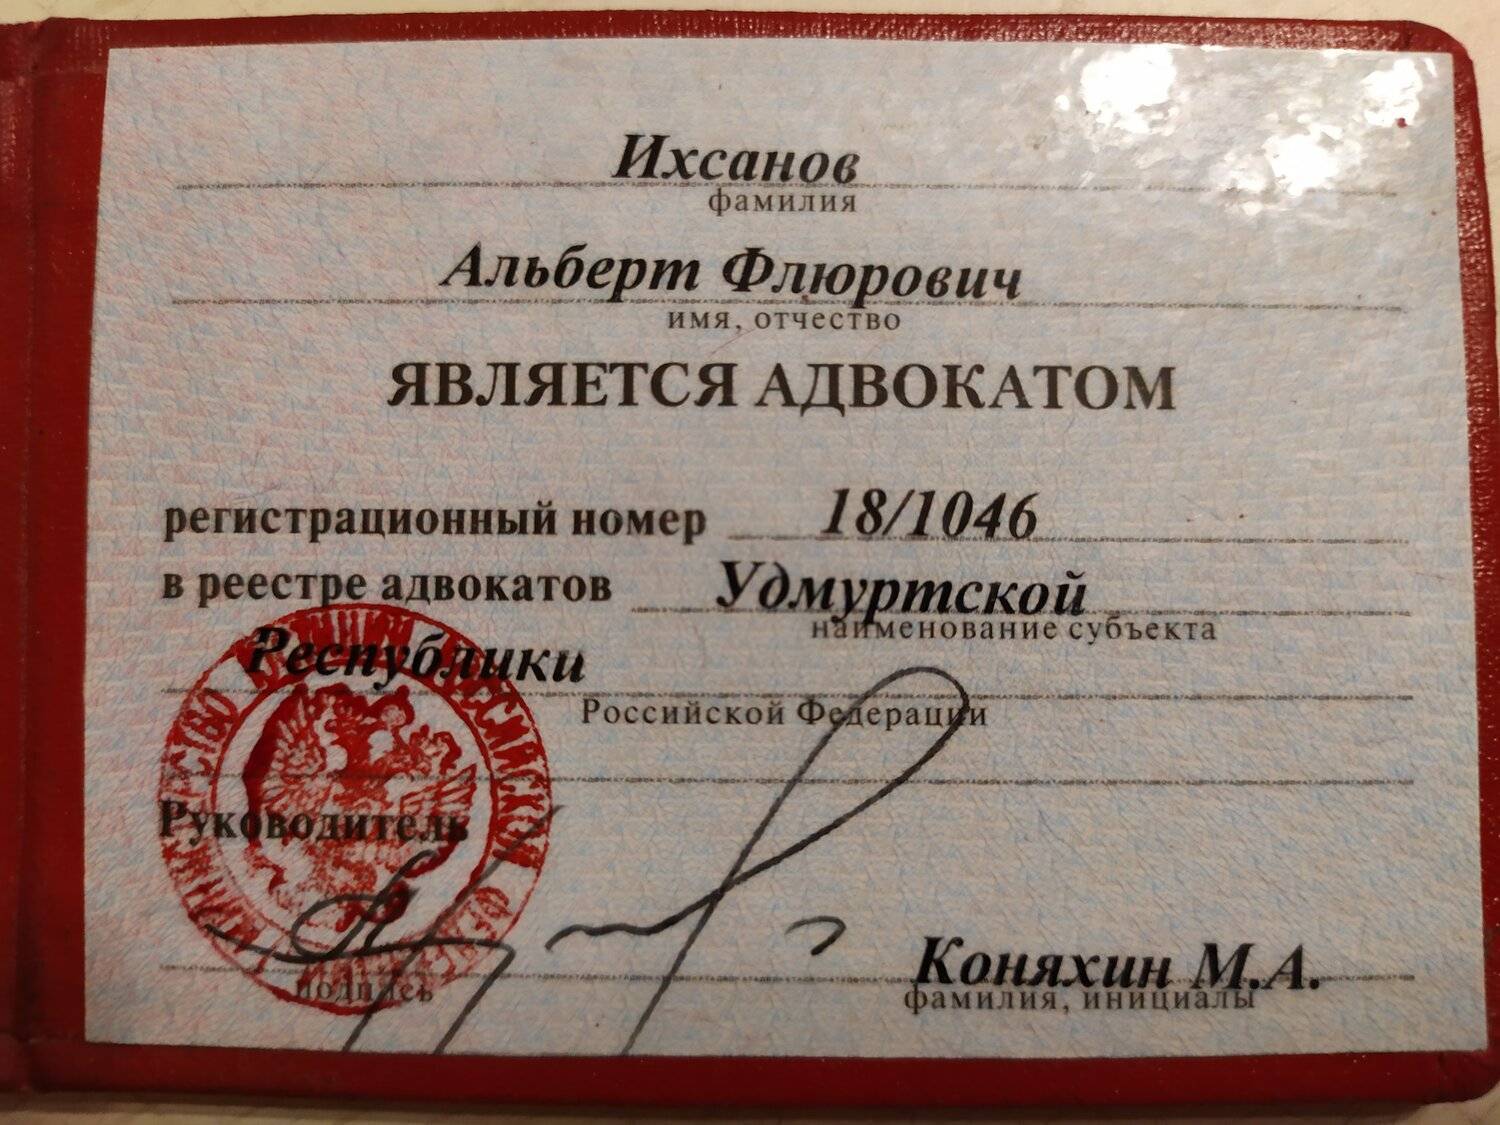 Ихсанов
фамилия
Альберт Флюрович
имя, отчество
ЯВЛЯЕТСЯ АДВОКАТОМ
регистрационный номер 18/1046
в реестре адвокатов Удмуртской
наименование субъекта
Республики
Российской Федерации
Руководитель
Коняхин М.А.
подпись фамилия, инициалы